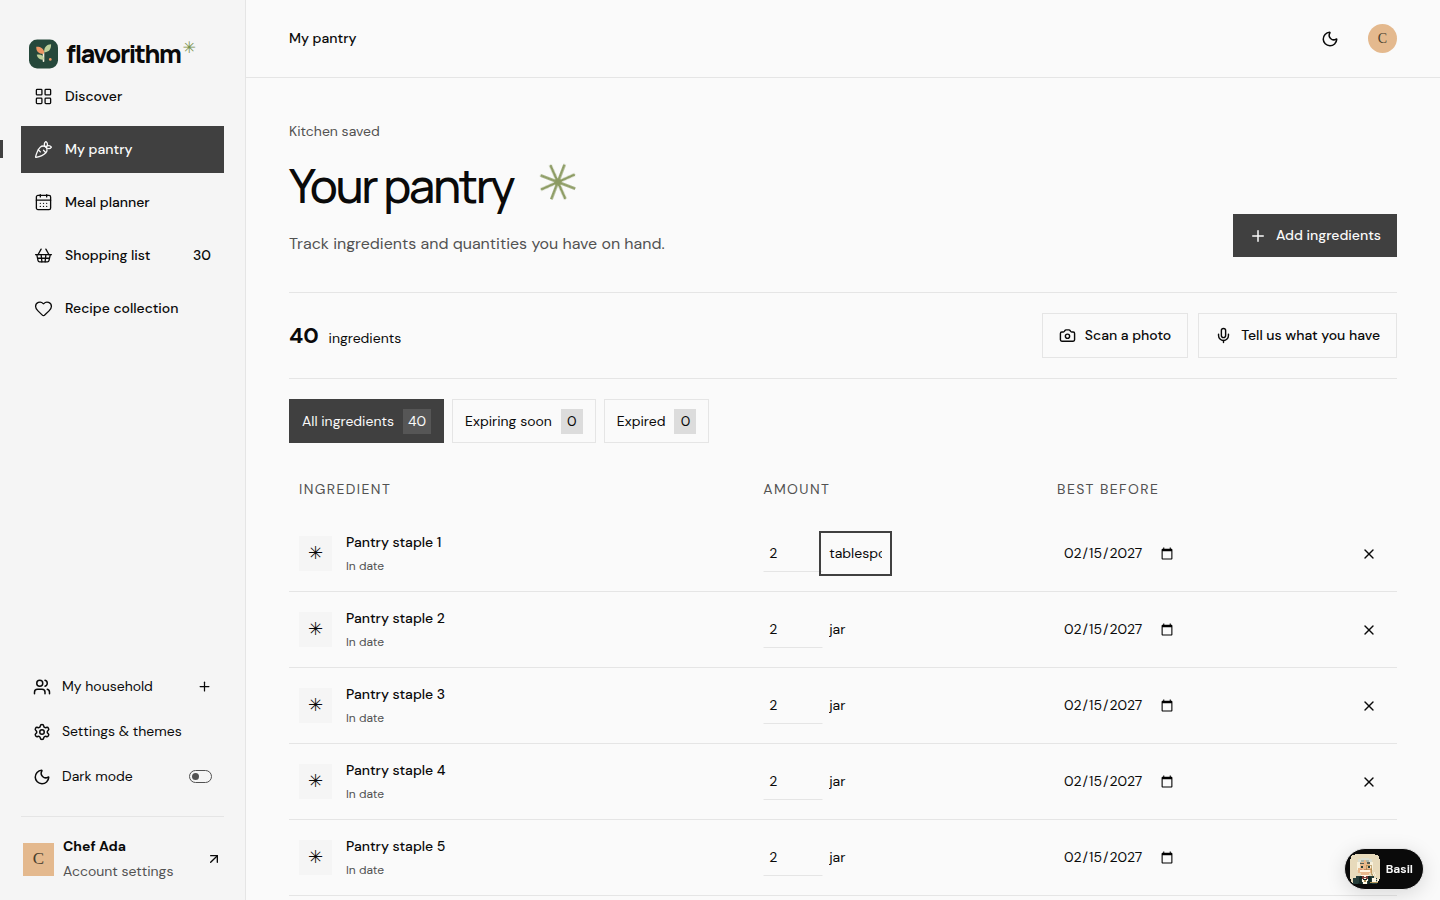 flavorithm
Discover
My pantry
Meal planner
Shopping list 30
Recipe collection
My household
Settings & themes
Dark mode
C
Chef Ada
Account settings
My pantry
C
Kitchen saved
Your pantry
Track ingredients and quantities you have on hand.
Add ingredients
40 ingredients
Scan a photo
Tell us what you have
All ingredients 40
Expiring soon 0
Expired 0
INGREDIENT AMOUNT BEST BEFORE
Pantry staple 1
In date
2 tablespo
02/15/2027
Pantry staple 2
In date
2 jar
02/15/2027
Pantry staple 3
In date
2 jar
02/15/2027
Pantry staple 4
In date
2 jar
02/15/2027
Pantry staple 5
In date
2 jar
02/15/2027
Basil